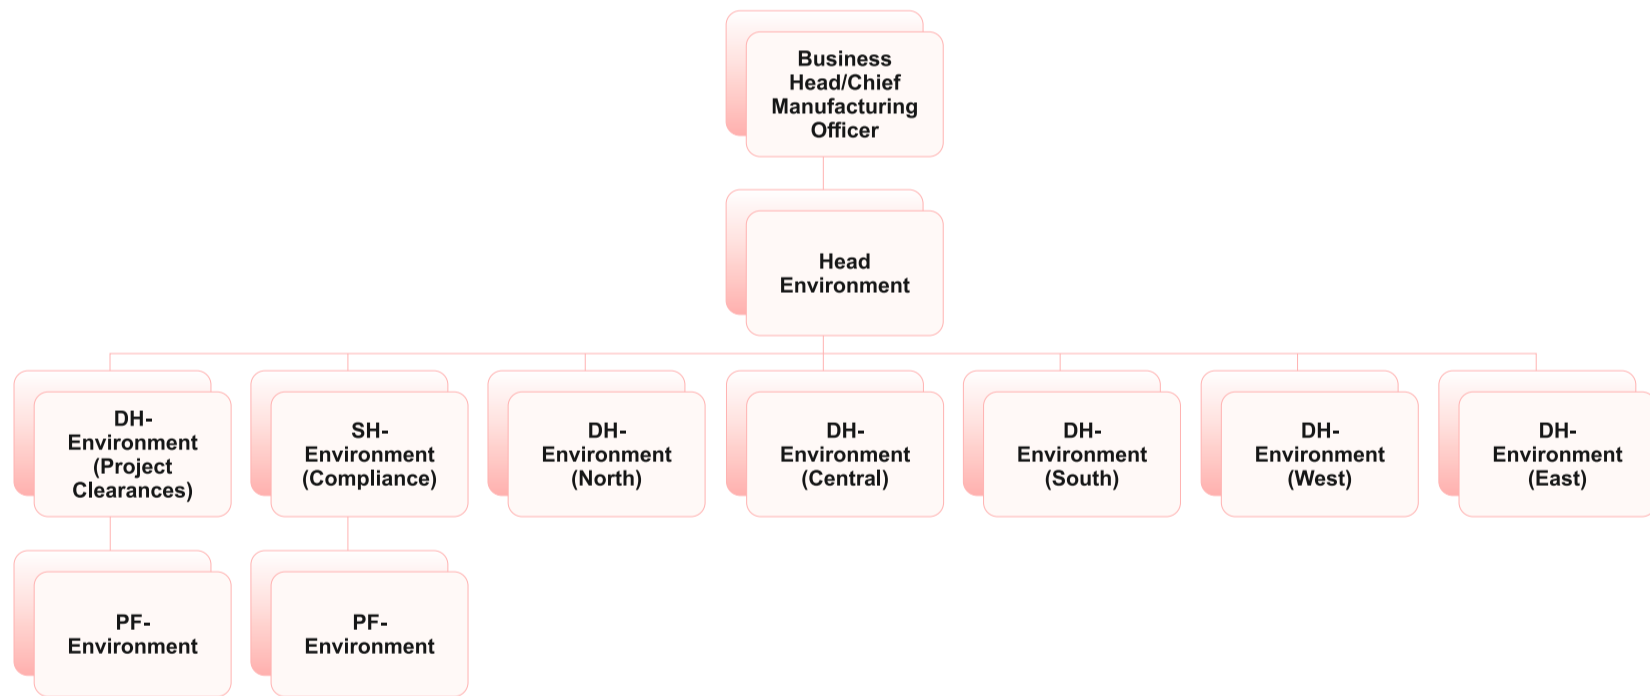 Business
Head/Chief
Manufacturing
Officer
Head
Environment
DH-
Environment
(Project
Clearances)
SH-
Environment
(Compliance)
DH-
Environment
(North)
DH-
Environment
(Central)
DH-
Environment
(South)
DH-
Environment
(West)
DH-
Environment
(East)
PF-
Environment
PF-
Environment